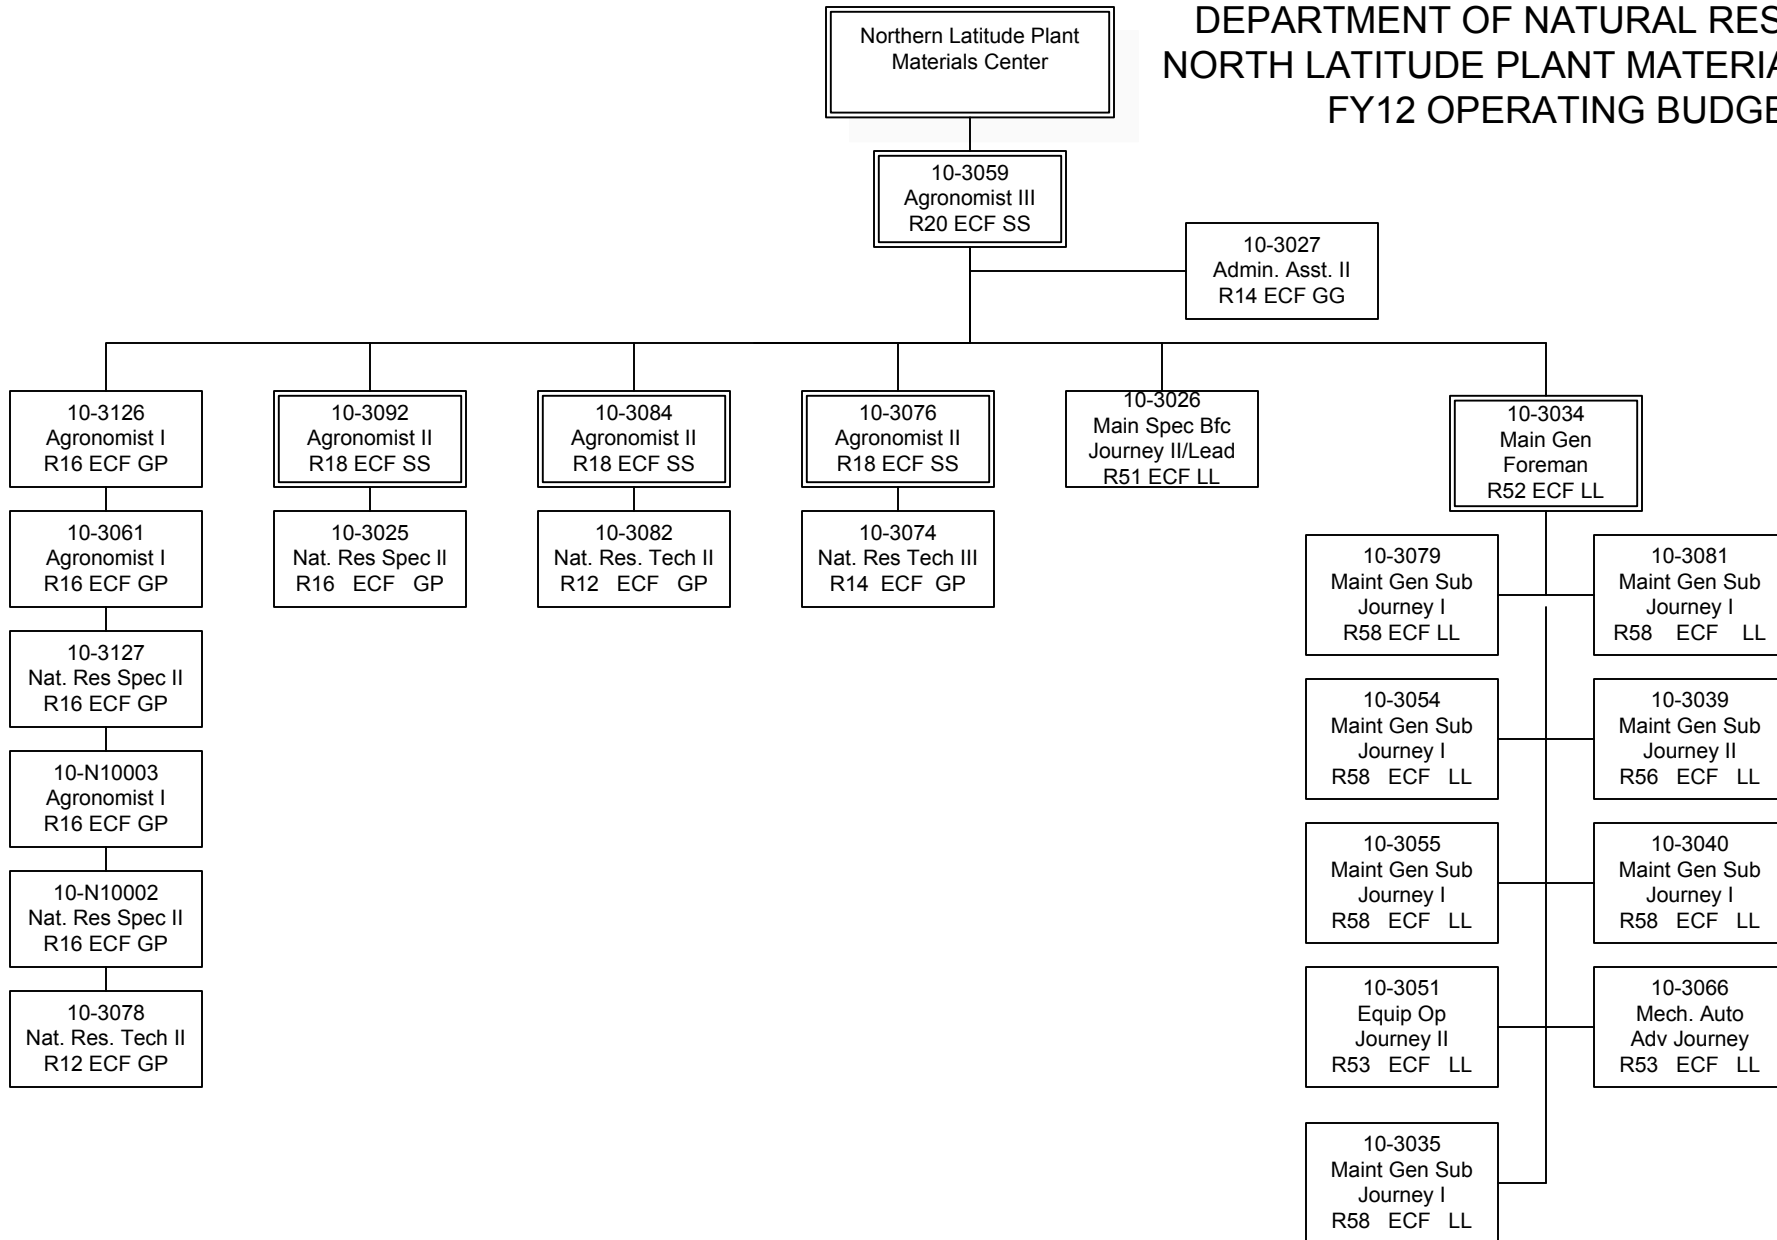 DEPARTMENT OF NATURAL RES
NORTH LATITUDE PLANT MATERIA
FY12 OPERATING BUDGE
Northern Latitude Plant
Materials Center
10-3059
Agronomist III
R20 ECF SS
10-3027
Admin. Asst. II
R14 ECF GG
10-3126
Agronomist I
R16 ECF GP
10-3092
Agronomist II
R18 ECF SS
10-3084
Agronomist II
R18 ECF SS
10-3076
Agronomist II
R18 ECF SS
10-3026
Main Spec Bfc
Journey II/Lead
R51 ECF LL
10-3034
Main Gen
Foreman
R52 ECF LL
10-3061
Agronomist I
R16 ECF GP
10-3025
Nat. Res Spec II
R16 ECF GP
10-3082
Nat. Res. Tech II
R12 ECF GP
10-3074
Nat. Res Tech III
R14 ECF GP
10-3079
Maint Gen Sub
Journey I
R58 ECF LL
10-3081
Maint Gen Sub
Journey I
R58 ECF LL
10-3127
Nat. Res Spec II
R16 ECF GP
10-3054
Maint Gen Sub
Journey I
R58 ECF LL
10-3039
Maint Gen Sub
Journey II
R56 ECF LL
10-N10003
Agronomist I
R16 ECF GP
10-3055
Maint Gen Sub
Journey I
R58 ECF LL
10-3040
Maint Gen Sub
Journey I
R58 ECF LL
10-N10002
Nat. Res Spec II
R16 ECF GP
10-3051
Equip Op
Journey II
R53 ECF LL
10-3066
Mech. Auto
Adv Journey
R53 ECF LL
10-3078
Nat. Res. Tech II
R12 ECF GP
10-3035
Maint Gen Sub
Journey I
R58 ECF LL